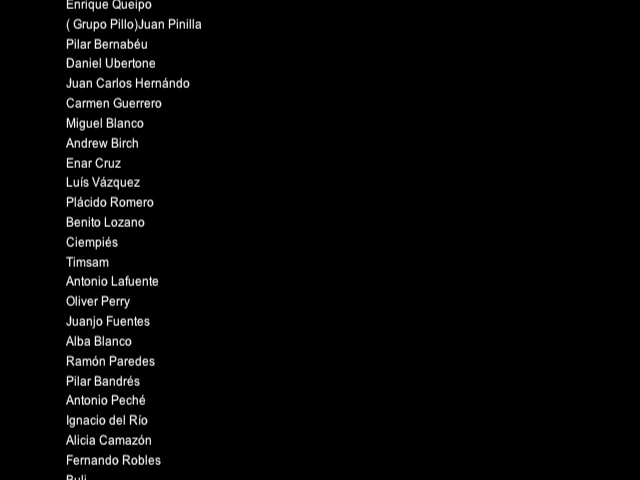 Enrique Queipo
( Grupo Pillo)Juan Pinilla
Pilar Bernabéu
Daniel Ubertone
Juan Carlos Hernándo
Carmen Guerrero
Miguel Blanco
Andrew Birch
Enar Cruz
Luís Vázquez
Plácido Romero
Benito Lozano
Ciempiés
Timsam
Antonio Lafuente
Oliver Perry
Juanjo Fuentes
Alba Blanco
Ramón Paredes
Pilar Bandrés
Antonio Peché
Ignacio del Río
Alicia Camazón
Fernando Robles